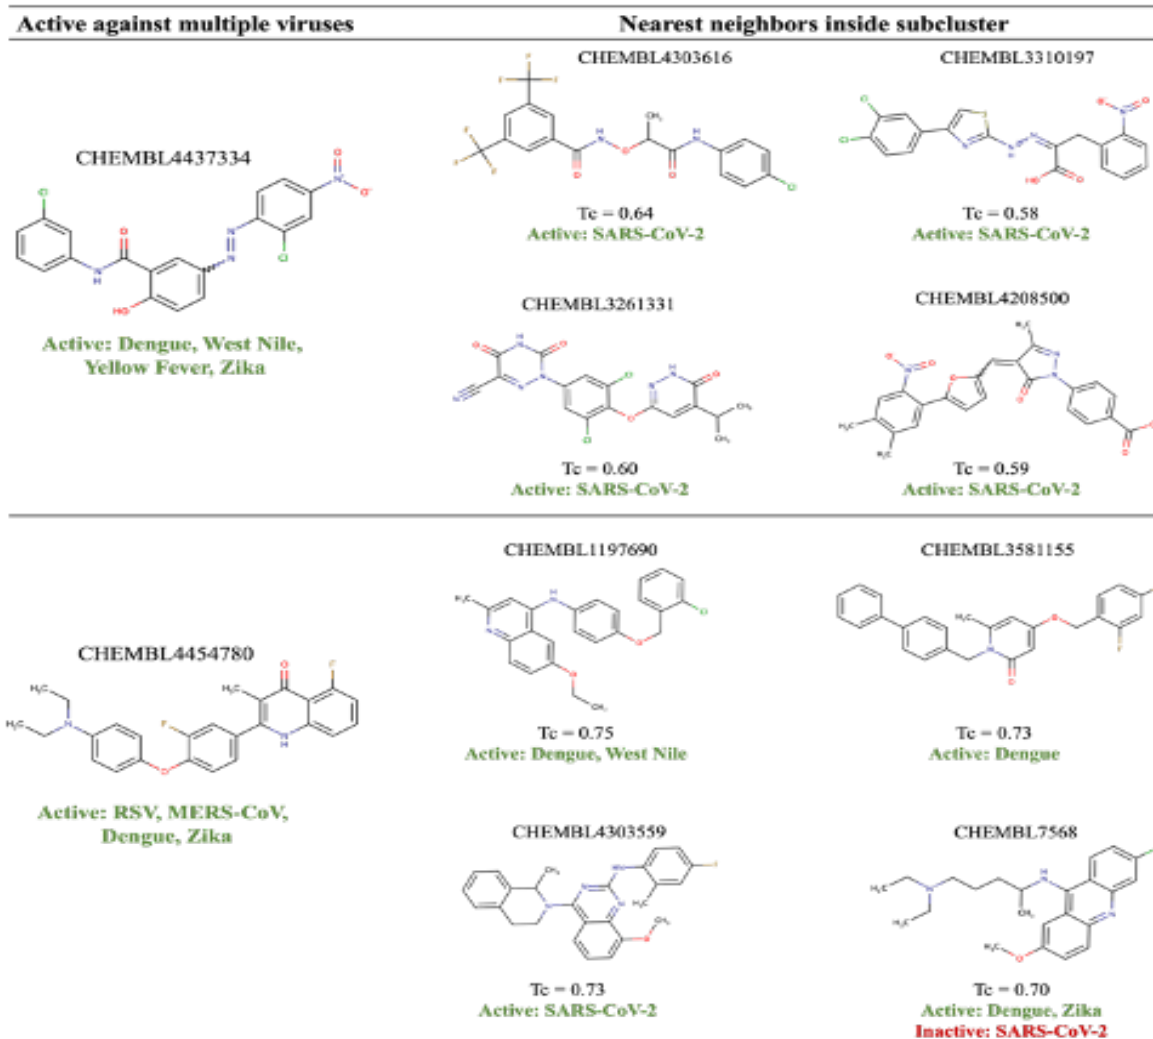 Active against multiple viruses
Nearest neighbors inside subcluster
CHEMBL4437334
Active: Dengue, West Nile,
Yellow Fever, Zika
CHEMBL4303616
Tc = 0.64
Active: SARS-CoV-2
CHEMBL3310197
Tc = 0.58
Active: SARS-CoV-2
CHEMBL3261331
Tc = 0.60
Active: SARS-CoV-2
CHEMBL4208500
Tc = 0.59
Active: SARS-CoV-2
CHEMBL4454780
Active: RSV, MERS-CoV,
Dengue, Zika
CHEMBL1197690
Tc = 0.75
Active: Dengue, West Nile
CHEMBL3581155
Tc = 0.73
Active: Dengue
CHEMBL4303559
Tc = 0.73
Active: SARS-CoV-2
CHEMBL7568
Tc = 0.70
Active: Dengue, Zika
Inactive: SARS-CoV-2